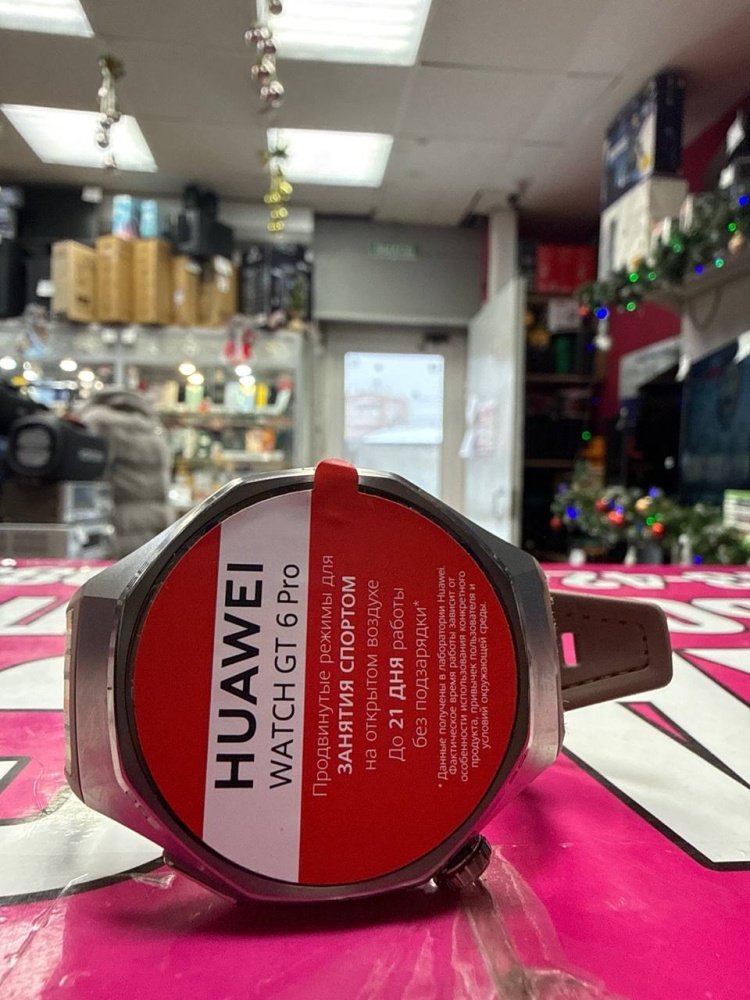 HUAWEI
WATCH GT 6 Pro
Продвинутые режимы для
ЗАНЯТИЯ СПОРТОМ
на открытом воздухе
До 21 ДНЯ работы
без подзарядки*
* Данные получены в лаборатории Huawei.
Фактическое время работы зависит от
особенности использования конкретного
продукта, привычек пользователя и
условий окружающей среды.